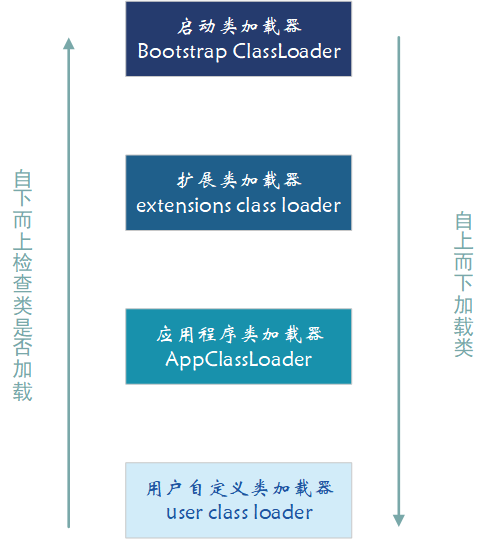 启动类加载器
Bootstrap ClassLoader
扩展类加载器
extensions class loader
应用程序类加载器
AppClassLoader
用户自定义类加载器
user class loader
自下而上检查类是否加载
自上而下加载类